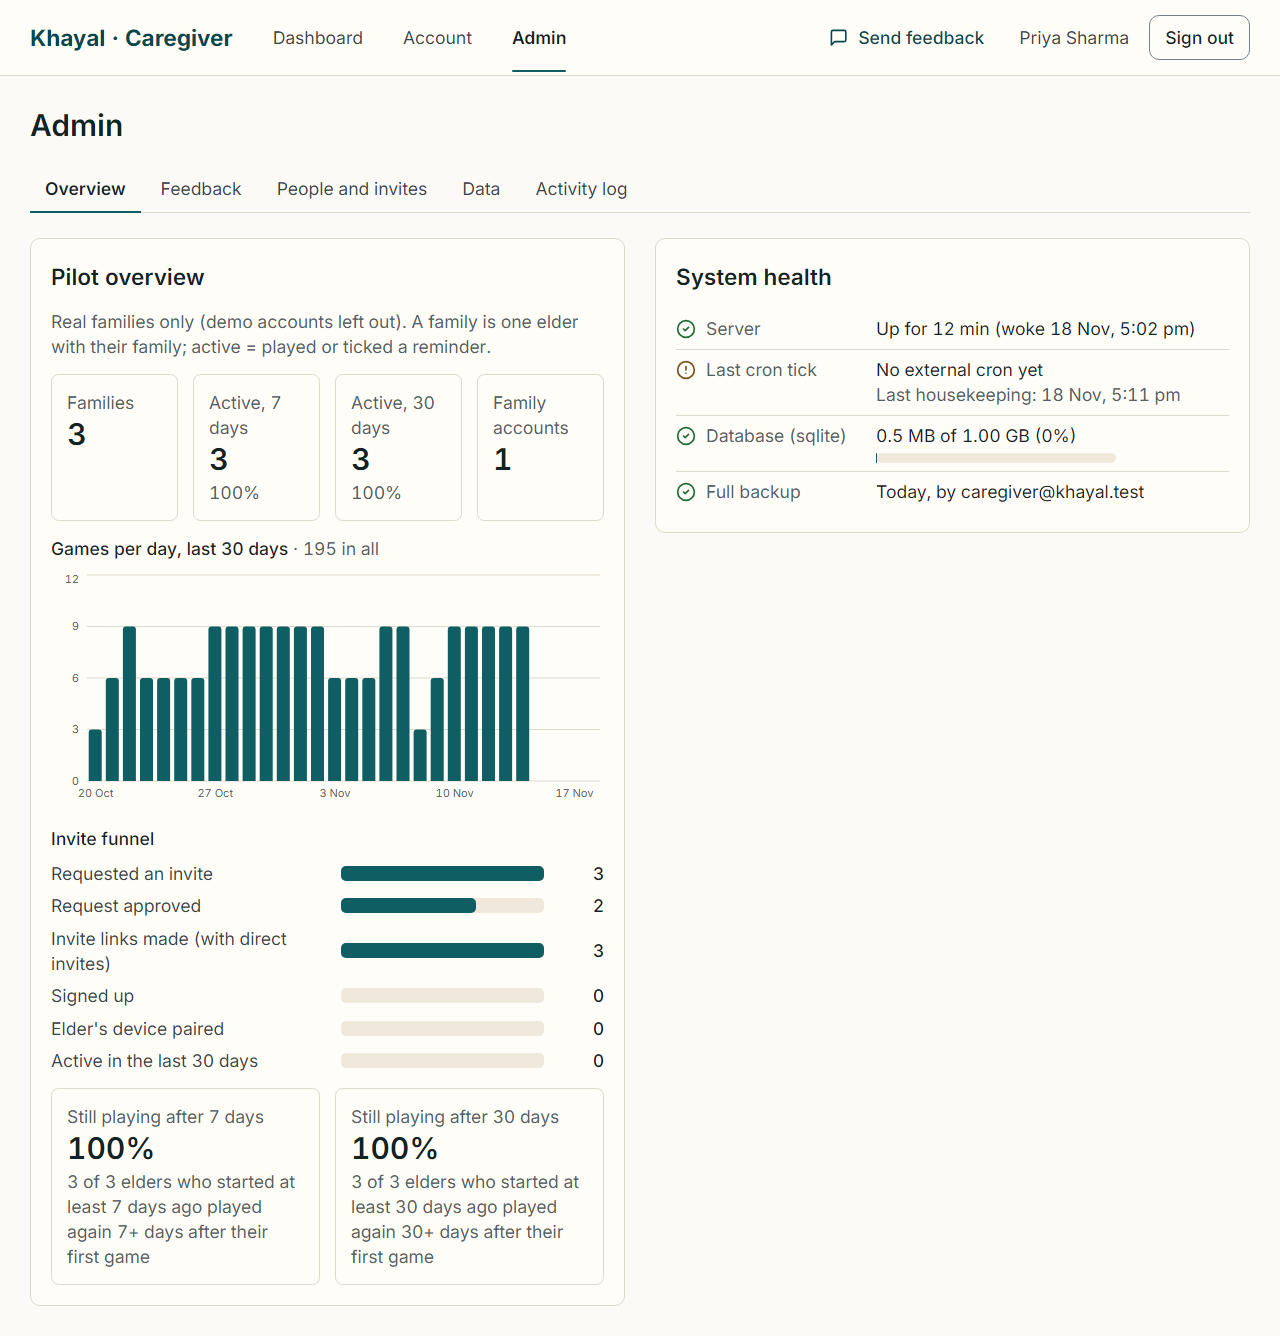 Khayal · Caregiver
Dashboard
Account
Admin
Send feedback
Priya Sharma
Sign out
Admin
Overview
Feedback
People and invites
Data
Activity log
Pilot overview
Real families only (demo accounts left out). A family is one elder
with their family; active = played or ticked a reminder.
Families
3
Active, 7
days
3
100%
Active, 30
days
3
100%
Family
accounts
1
Games per day, last 30 days · 195 in all
12
9
6
3
0
20 Oct
27 Oct
3 Nov
10 Nov
17 Nov
Invite funnel
Requested an invite 3
Request approved 2
Invite links made (with direct
invites) 3
Signed up 0
Elder's device paired 0
Active in the last 30 days 0
Still playing after 7 days
100%
3 of 3 elders who started at
least 7 days ago played
again 7+ days after their
first game
Still playing after 30 days
100%
3 of 3 elders who started at
least 30 days ago played
again 30+ days after their
first game
System health
Server Up for 12 min (woke 18 Nov, 5:02 pm)
Last cron tick No external cron yet
Last housekeeping: 18 Nov, 5:11 pm
Database (sqlite) 0.5 MB of 1.00 GB (0%)
Full backup Today, by caregiver@khayal.test